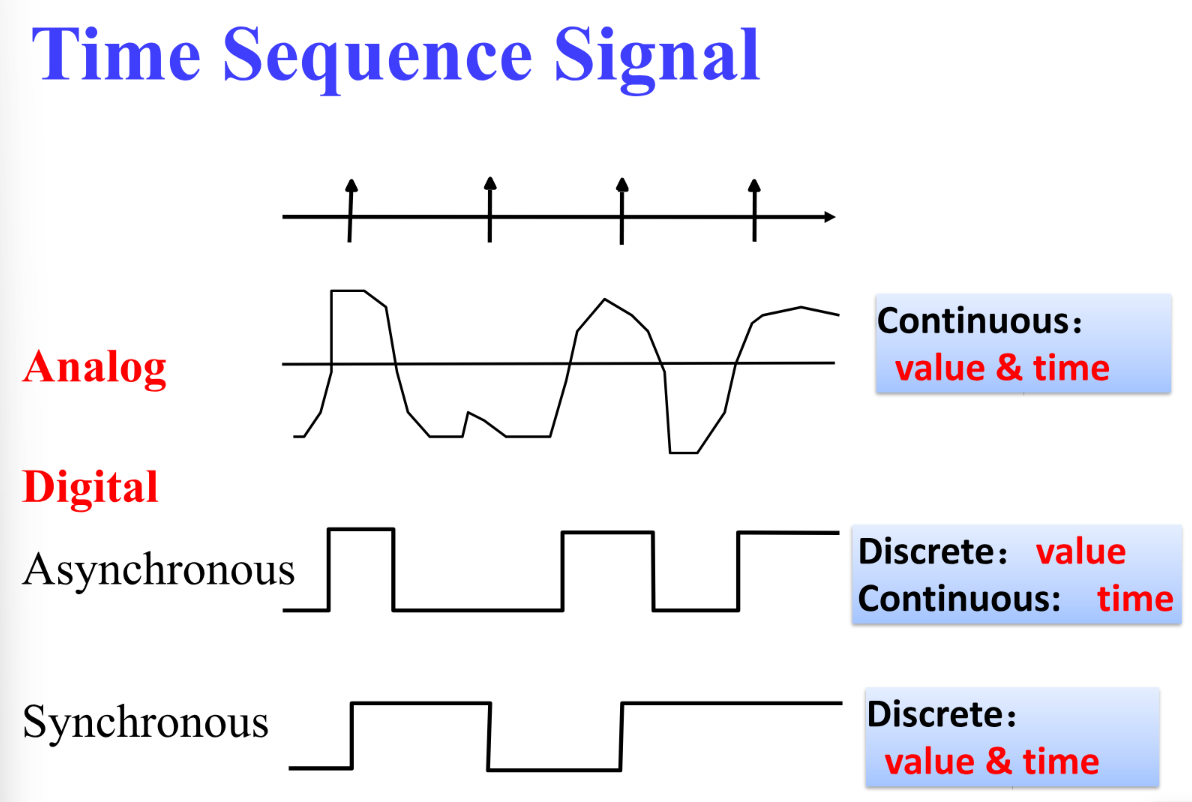 Time Sequence Signal
Analog
Continuous：
value & time
Digital
Asynchronous
Discrete： value
Continuous: time
Synchronous
Discrete：
value & time